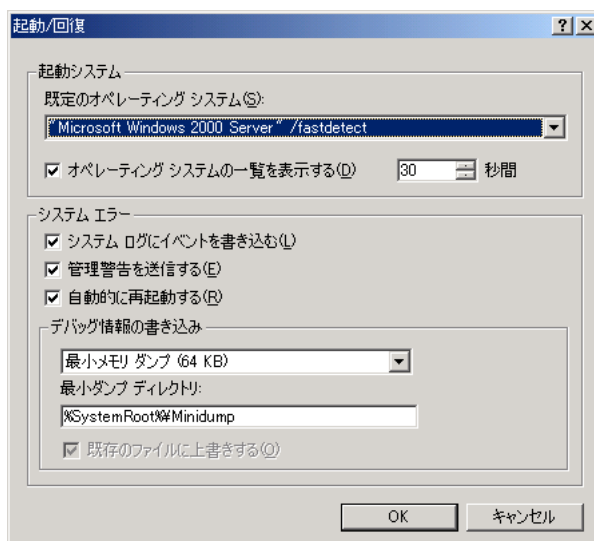 起動/回復
起動システム
既定のオペレーティング システム(S):
"Microsoft Windows 2000 Server" /fastdetect
オペレーティング システムの一覧を表示する(D) 30 秒間
システム エラー
システム ログにイベントを書き込む(L)
管理警告を送信する(E)
自動的に再起動する(R)
デバッグ情報の書き込み
最小メモリ ダンプ (64 KB)
最小ダンプ ディレクトリ:
%SystemRoot%¥Minidump
既存のファイルに上書きする(O)
OK キャンセル